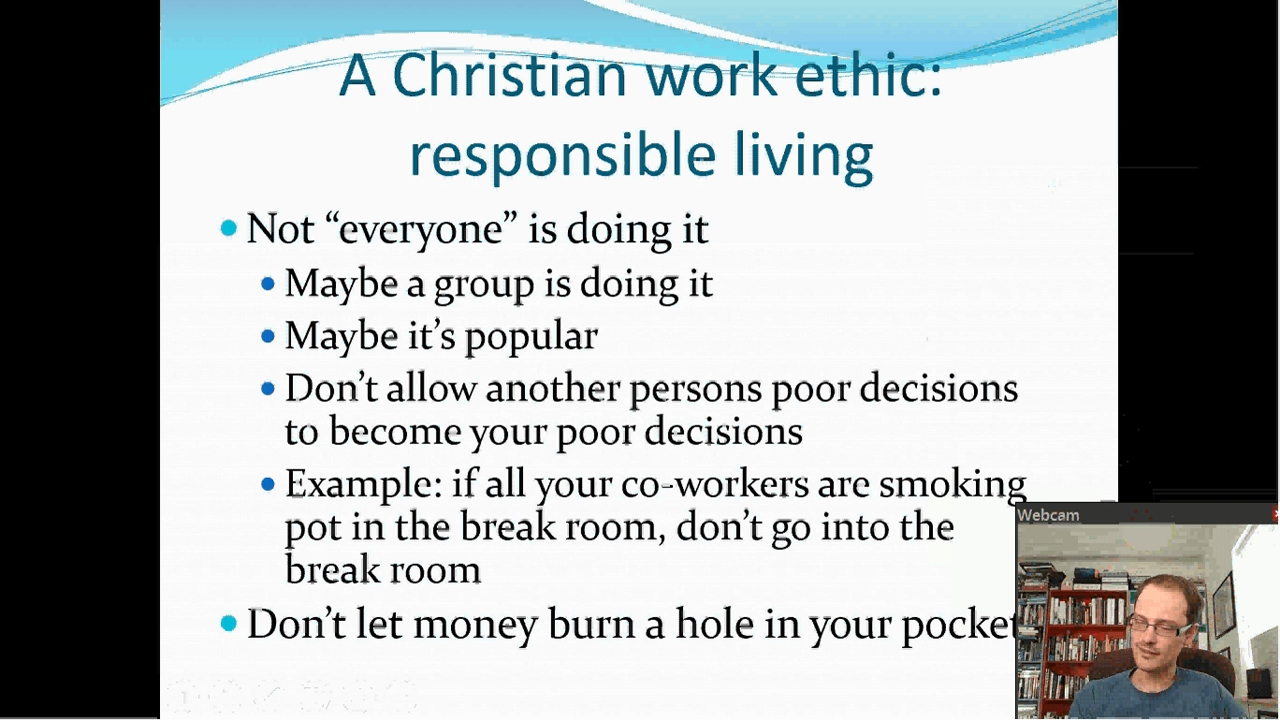 A Christian work ethic:
responsible living
Not “everyone” is doing it
Maybe a group is doing it
Maybe it’s popular
Don’t allow another persons poor decisions
to become your poor decisions
Example: if all your co-workers are smoking
pot in the break room, don’t go into the
break room
Don’t let money burn a hole in your pocket
Webcam